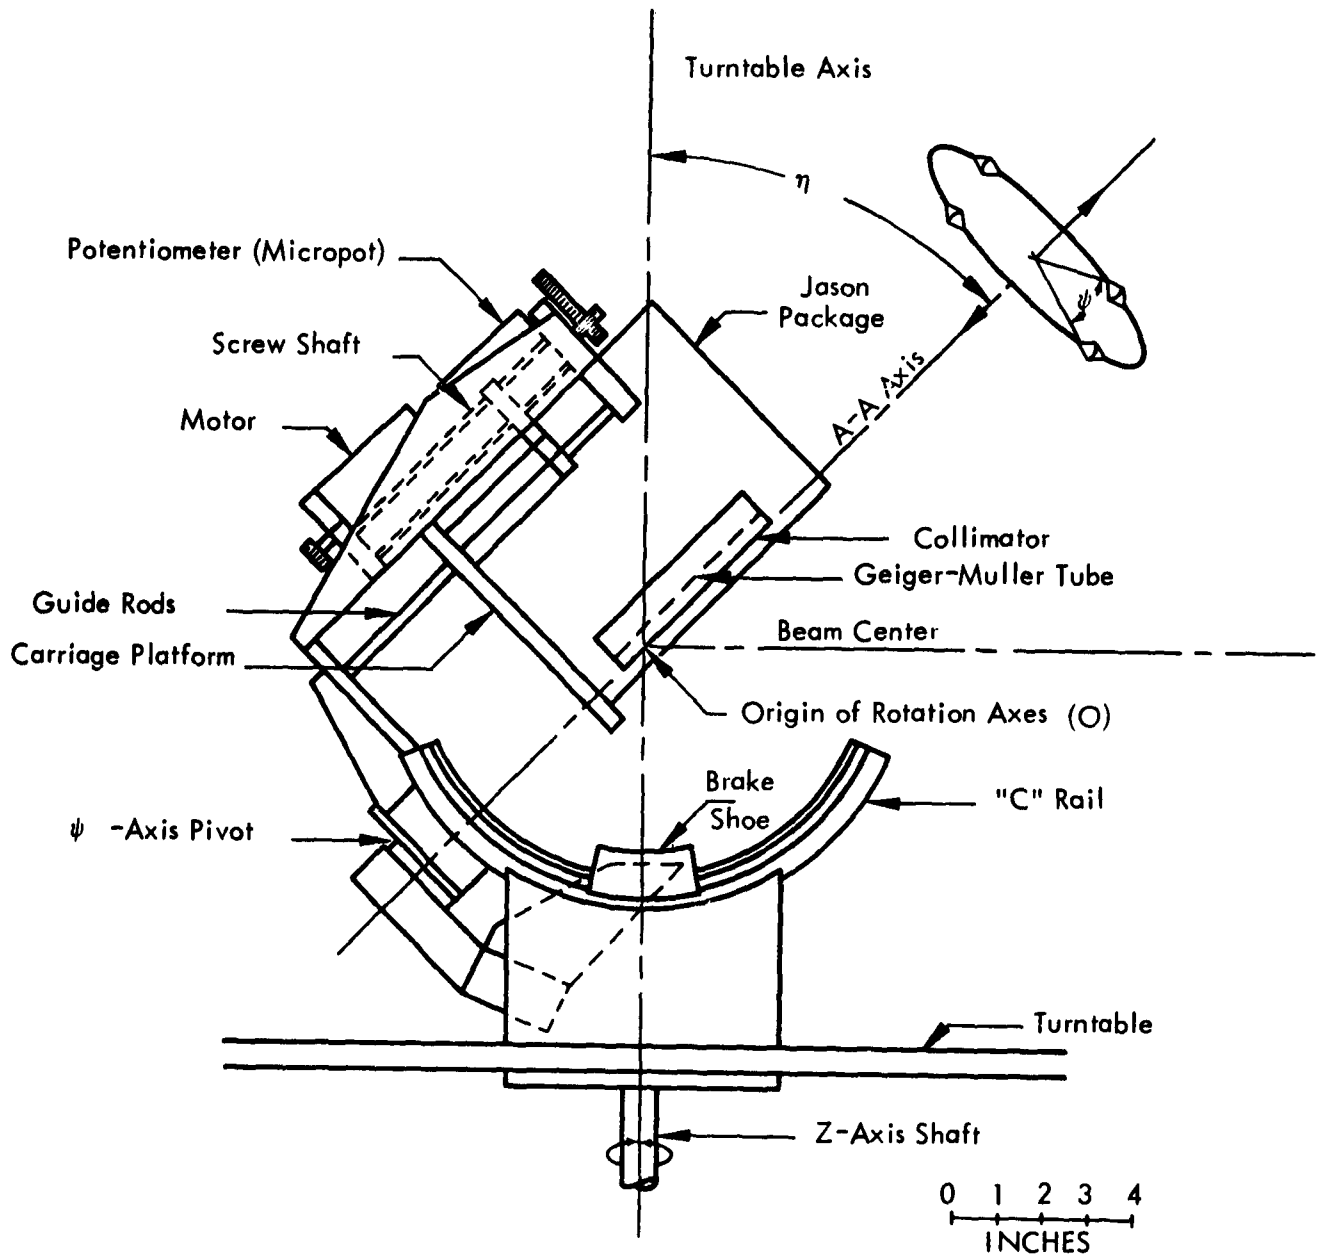 Turntable Axis
η
Potentiometer (Micropot)
Jason
Package
ψ
Screw Shaft
A-A Axis
Motor
Collimator
Geiger-Muller Tube
Guide Rods
Beam Center
Carriage Platform
Origin of Rotation Axes (O)
Brake
Shoe
"C" Rail
ψ -Axis Pivot
Turntable
Z-Axis Shaft
0 1 2 3 4
INCHES